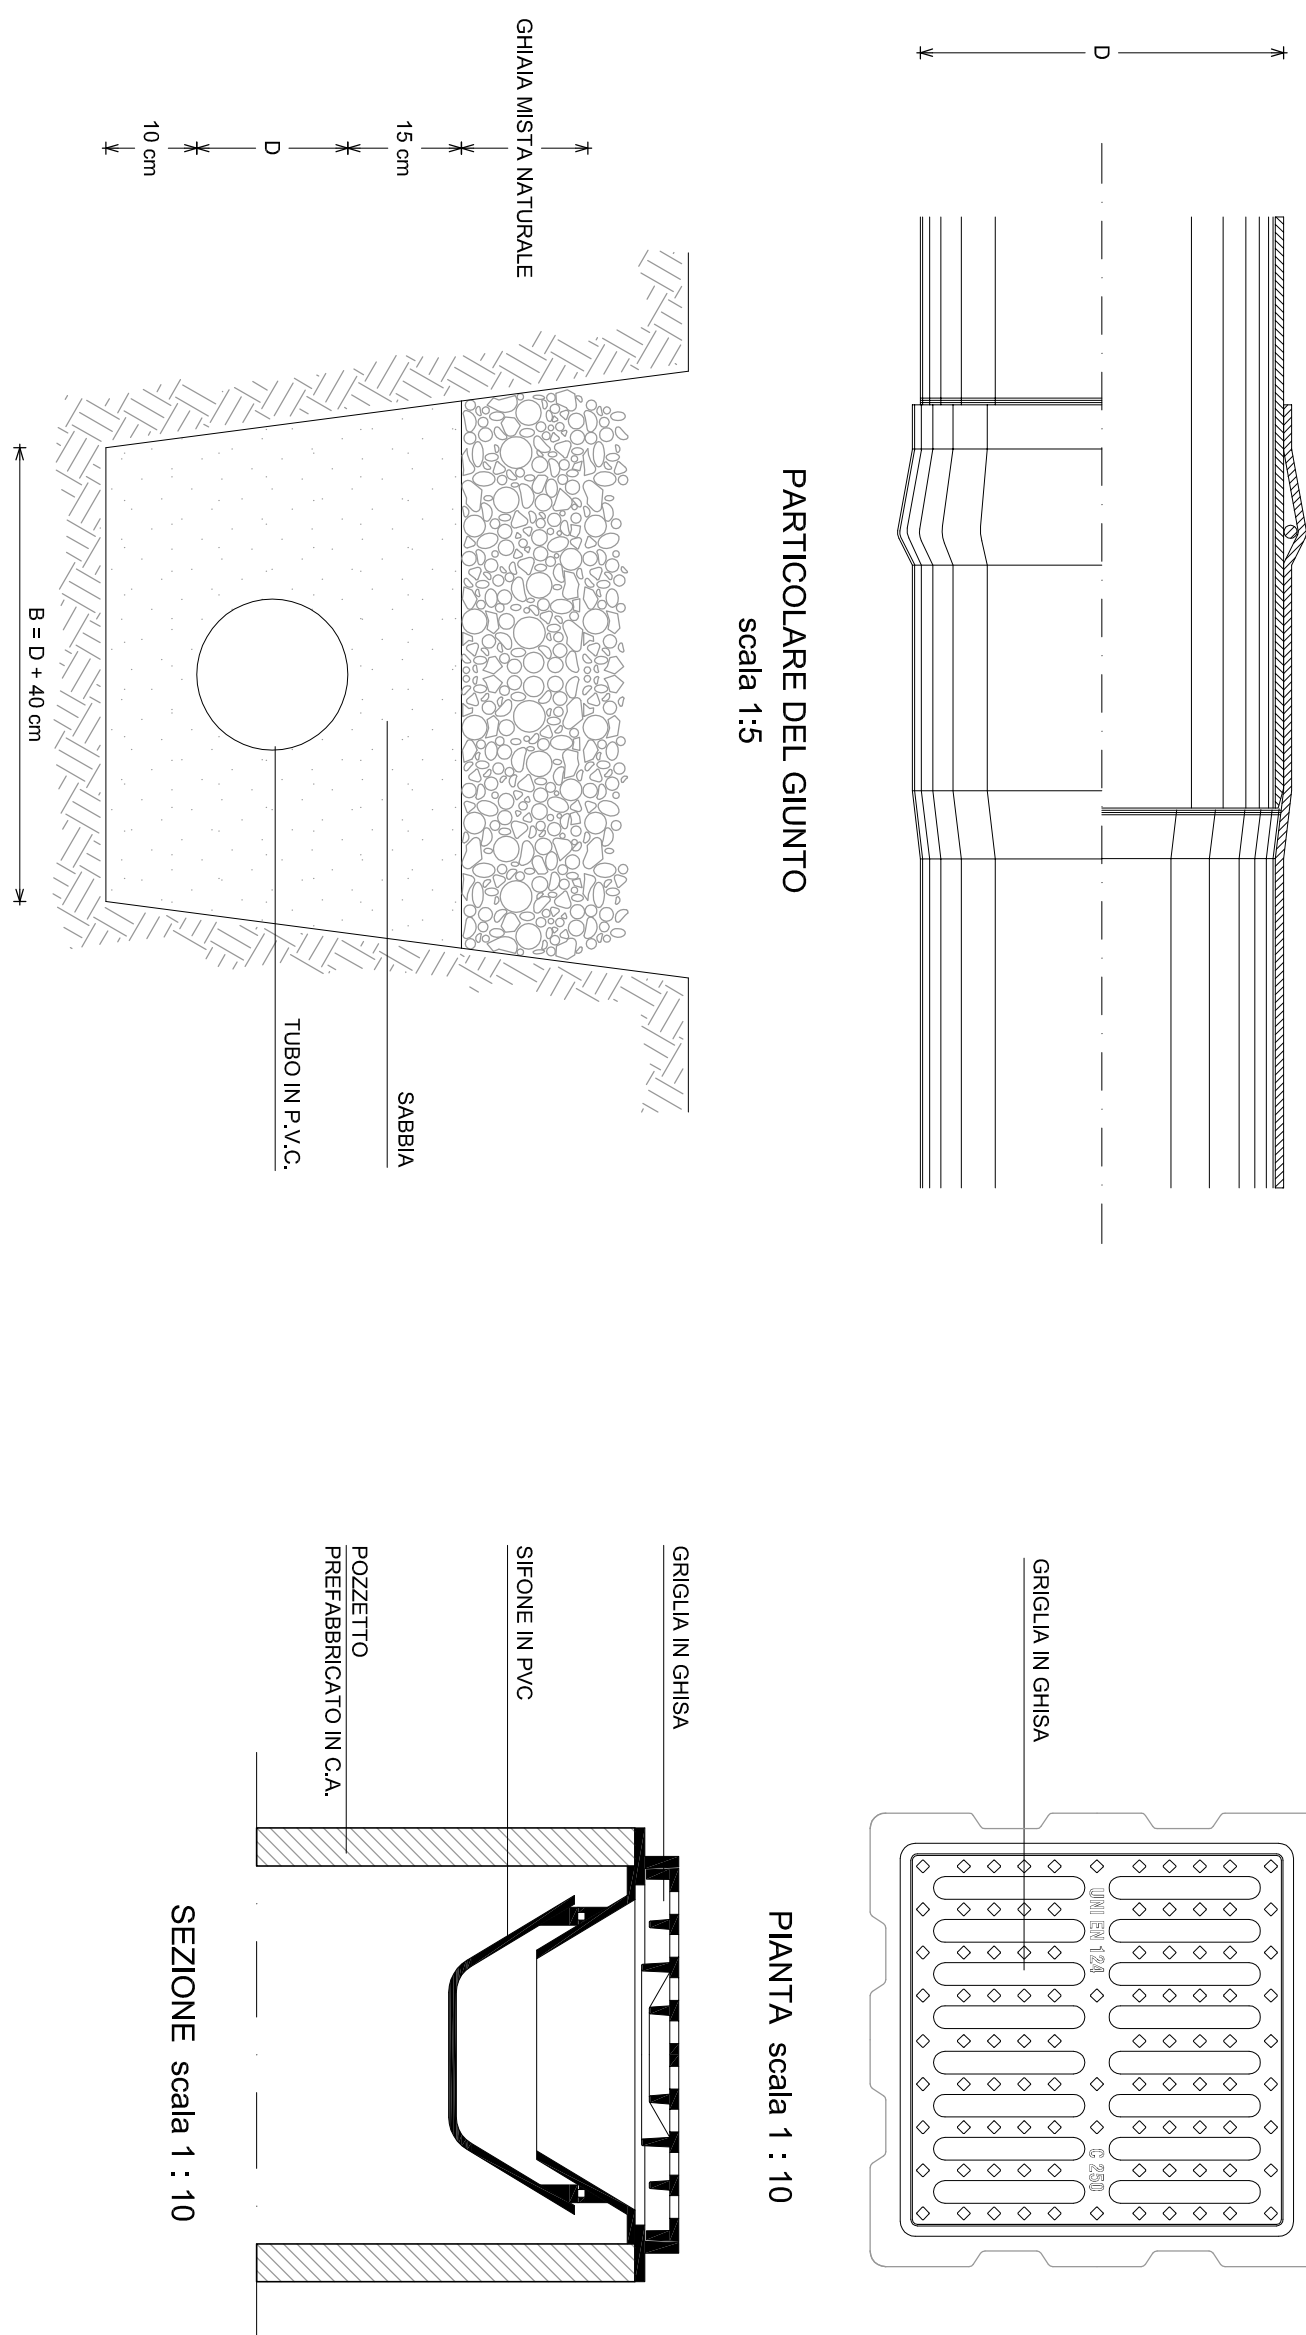 D
PARTICOLARE DEL GIUNTO
scala 1:5
GHIAIA MISTA NATURALE
15 cm
D
10 cm
SABBIA
TUBO IN P.V.C.
B = D + 40 cm
GRIGLIA IN GHISA
UNI EN 124
C 250
PIANTA scala 1 : 10
GRIGLIA IN GHISA
SIFONE IN PVC
POZZETTO
PREFABBRICATO IN C.A.
SEZIONE scala 1 : 10